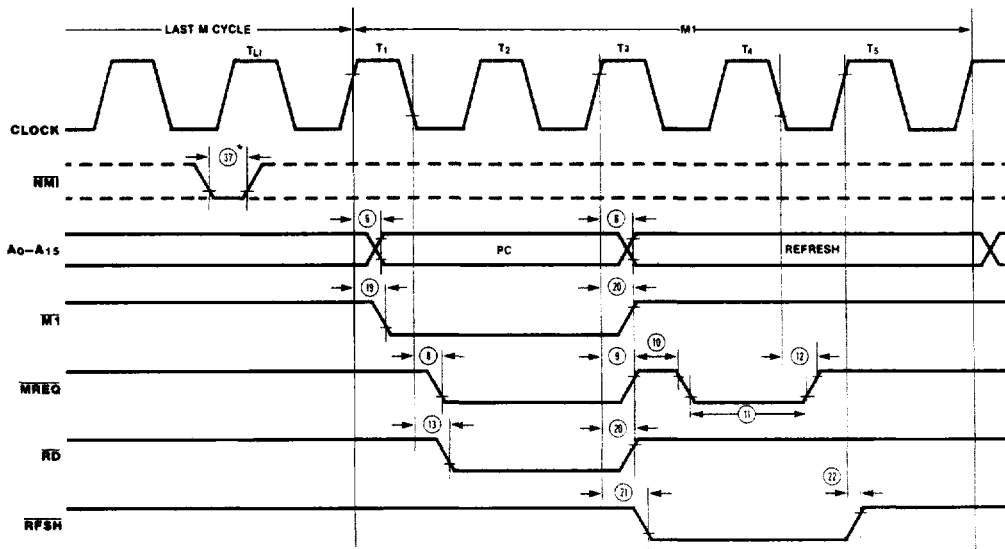 LAST M CYCLE M1
TLI T1 T2 T3 T4 T5
CLOCK
37*
NMI
6 6
A0–A15 PC REFRESH
19 20
M1
8 9 10 12
MREQ
11
13 20
RD
21 22
RFSH